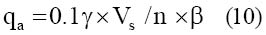 qₐ = 0.1γ × Vₛ / n × β (10)